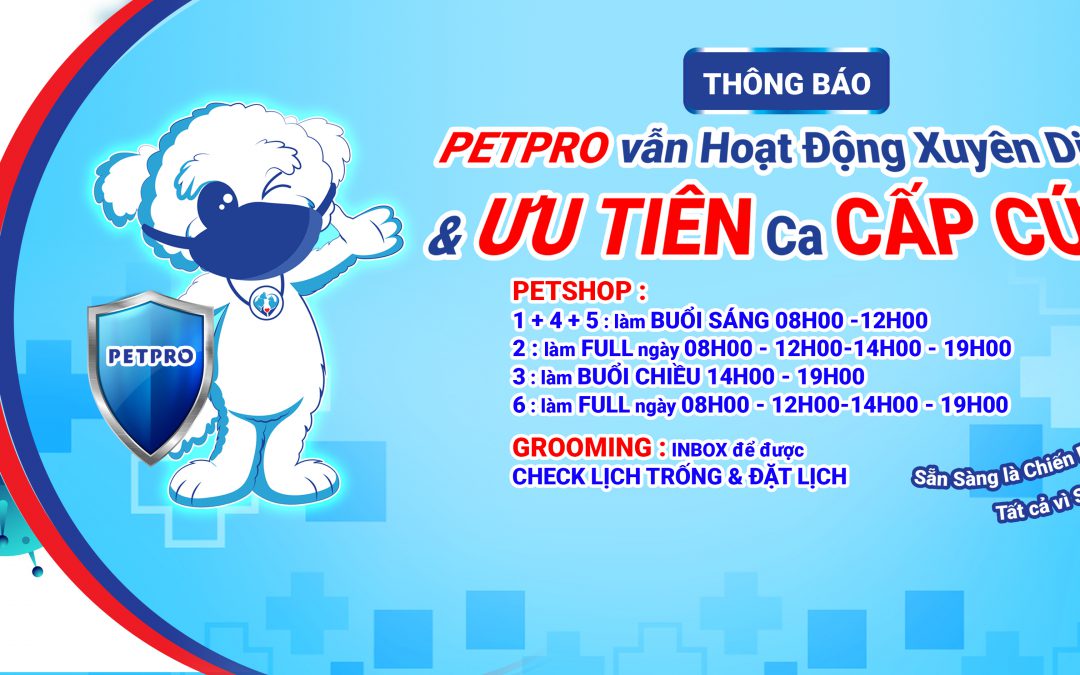 THÔNG BÁO
PETPRO vẫn Hoạt Động Xuyên
& ƯU TIÊN Ca CẤP
PETSHOP :
1 + 4 + 5 : làm BUỔI SÁNG 08H00 -12H00
2 : làm FULL ngày 08H00 - 12H00-14H00 - 19H00
3 : làm BUỔI CHIỀU 14H00 - 19H00
6 : làm FULL ngày 08H00 - 12H00-14H00 - 19H00
GROOMING : INBOX để được
CHECK LỊCH TRỐNG & ĐẶT LỊCH
Sẵn Sàng là Chiến
Tất cả vì
PETPRO